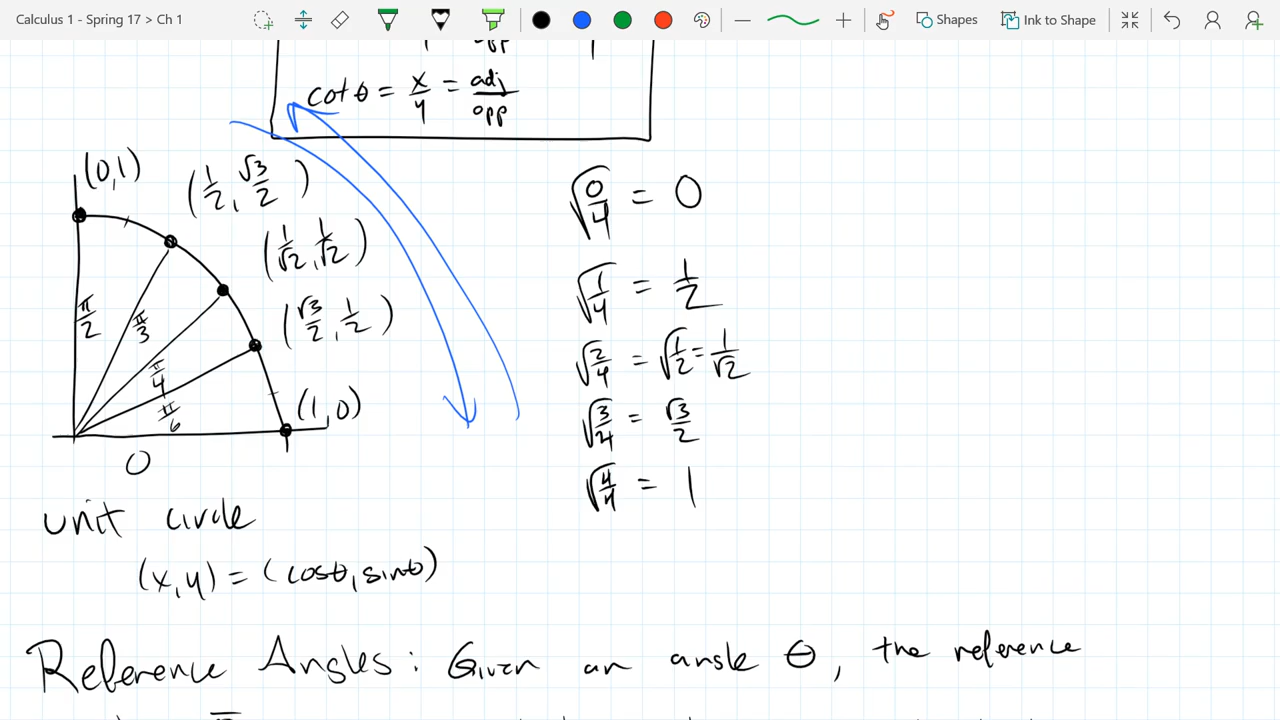 Calculus 1 - Spring 17 > Ch 1
Shapes
Ink to Shape
cot θ = x/y = adj/opp
(0,1)
(1/2, √3/2)
(1/√2, 1/√2)
(√3/2, 1/2)
(1,0)
π/2
π/3
π/4
π/6
0
√(0/4) = 0
√(1/4) = 1/2
√(2/4) = √(1/2) = 1/√2
√(3/4) = √3/2
√(4/4) = 1
unit circle
(x,y) = (cosθ, sinθ)
Reference Angles: Given an angle θ, the reference